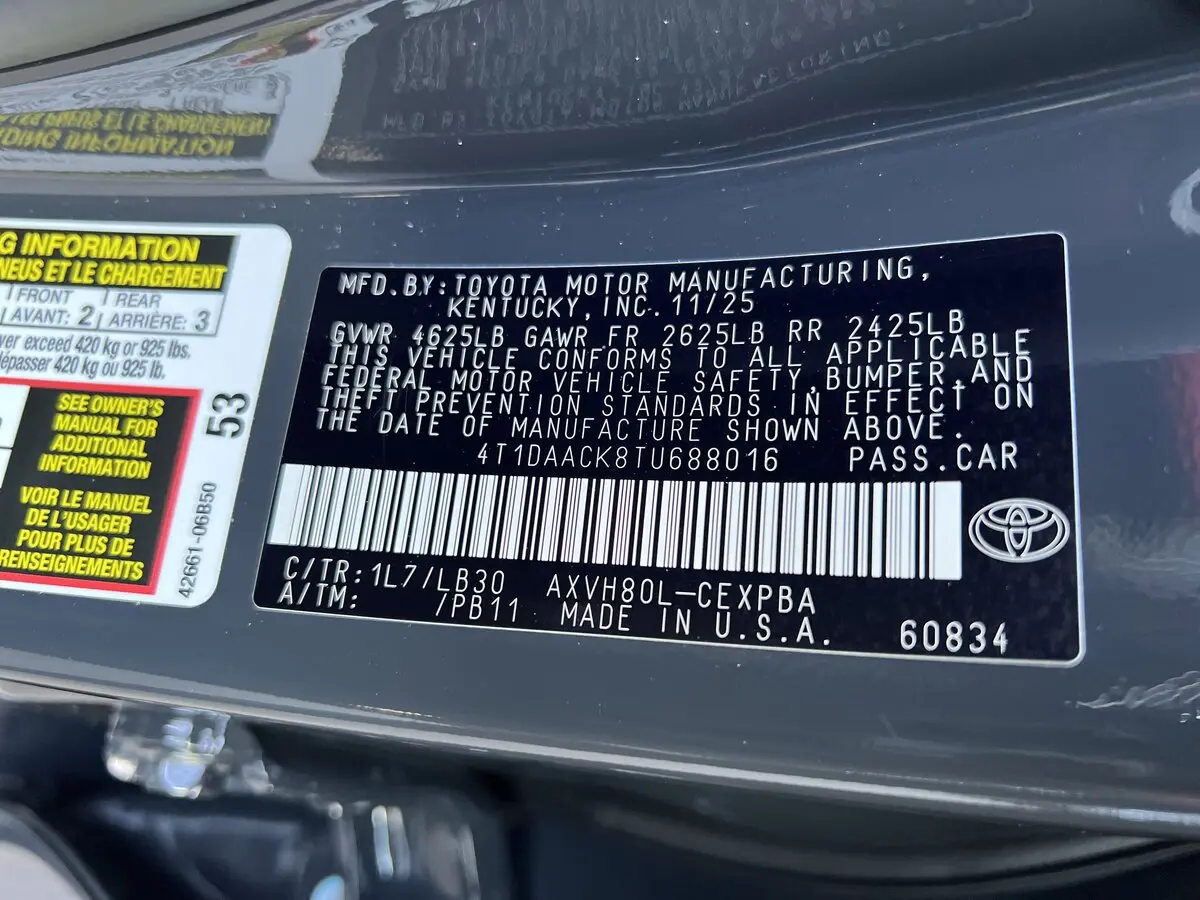 G INFORMATION
NEUS ET LE CHARGEMENT
FRONT REAR
AVANT: 2 ARRIÈRE: 3
ver exceed 420 kg or 925 lbs.
dépasser 420 kg ou 925 lb.
SEE OWNER'S
MANUAL FOR
ADDITIONAL
INFORMATION
VOIR LE MANUEL
DE L'USAGER
POUR PLUS DE
RENSEIGNEMENTS
53
42661-06B50
MFD. BY: TOYOTA MOTOR MANUFACTURING,
KENTUCKY, INC. 11/25
GVWR 4625LB GAWR FR 2625LB RR 2425LB
THIS VEHICLE CONFORMS TO ALL APPLICABLE
FEDERAL MOTOR VEHICLE SAFETY, BUMPER, AND
THEFT PREVENTION STANDARDS IN EFFECT ON
THE DATE OF MANUFACTURE SHOWN ABOVE.
4T1DAACK8TU688016 PASS. CAR
C/TR: 1L7/LB30 AXVH80L-CEXPBA
A/TM: /PB11 MADE IN U.S.A. 60834